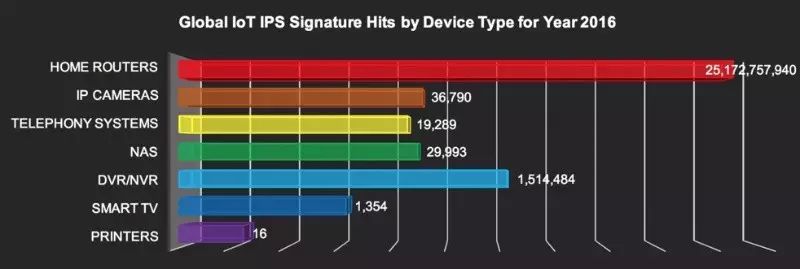 Global IoT IPS Signature Hits by Device Type for Year 2016
HOME ROUTERS 25,172,757,940
IP CAMERAS 36,790
TELEPHONY SYSTEMS 19,289
NAS 29,993
DVR/NVR 1,514,484
SMART TV 1,354
PRINTERS 16